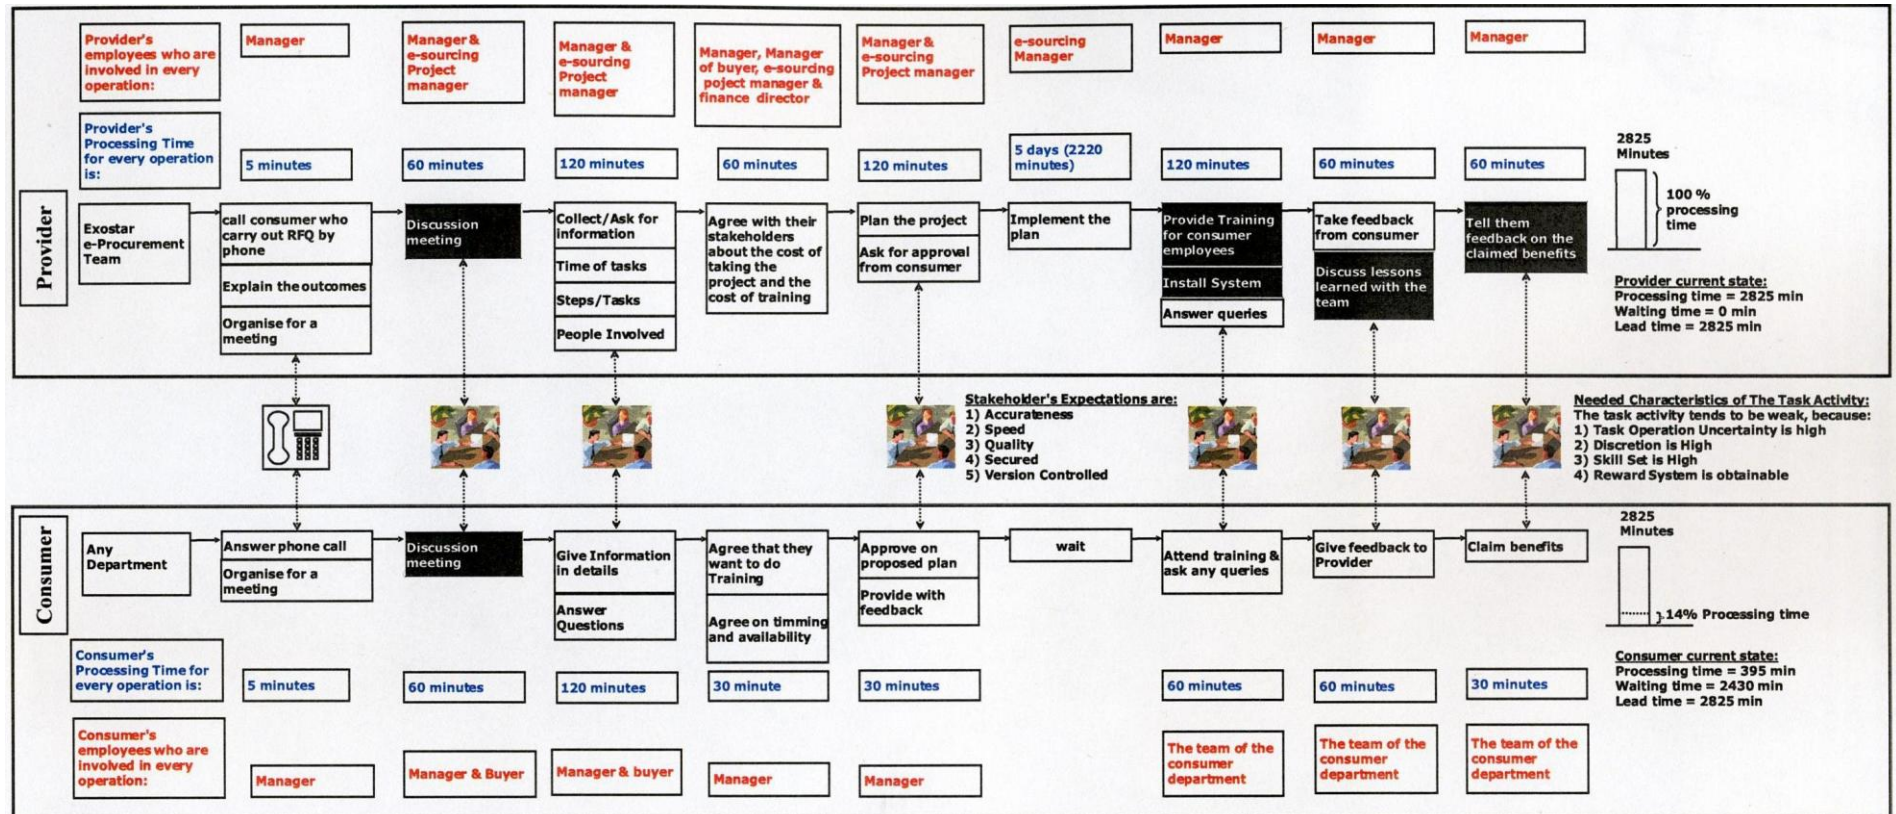 Provider's
employees who are
involved in every
operation:
Manager
Manager &
e-sourcing
Project
manager
Manager &
e-sourcing
Project
manager
Manager, Manager
of buyer, e-sourcing
poject manager &
finance director
Manager &
e-sourcing
Project manager
e-sourcing
Manager
Manager
Manager
Manager
Provider's
Processing Time
for every operation
is:
5 minutes
60 minutes
120 minutes
60 minutes
120 minutes
5 days (2220
minutes)
120 minutes
60 minutes
60 minutes
2825
Minutes
100 %
processing
time
Provider
Exostar
e-Procurement
Team
call consumer who
carry out RFQ by
phone
Explain the outcomes
Organise for a
meeting
Discussion
meeting
Collect/Ask for
information
Time of tasks
Steps/Tasks
People Involved
Agree with their
stakeholders
about the cost of
taking the
project and the
cost of training
Plan the project
Ask for approval
from consumer
Implement the
plan
Provide Training
for consumer
employees
Install System
Answer queries
Take feedback
from consumer
Discuss lessons
learned with the
team
Tell them
feedback on the
claimed benefits
Provider current state:
Processing time = 2825 min
Waiting time = 0 min
Lead time = 2825 min
Stakeholder's Expectations are:
1) Accurateness
2) Speed
3) Quality
4) Secured
5) Version Controlled
Needed Characteristics of The Task Activity:
The task activity tends to be weak, because:
1) Task Operation Uncertainty is high
2) Discretion is High
3) Skill Set is High
4) Reward System is obtainable
Consumer
Any
Department
Answer phone call
Organise for a
meeting
Discussion
meeting
Give Information
in details
Answer
Questions
Agree that they
want to do
Training
Agree on timming
and availability
Approve on
proposed plan
Provide with
feedback
wait
Attend training &
ask any queries
Give feedback to
Provider
Claim benefits
2825
Minutes
14% Processing time
Consumer's
Processing Time for
every operation is:
5 minutes
60 minutes
120 minutes
30 minute
30 minutes
60 minutes
60 minutes
30 minutes
Consumer current state:
Processing time = 395 min
Waiting time = 2430 min
Lead time = 2825 min
Consumer's
employees who are
involved in every
operation:
Manager
Manager & Buyer
Manager & buyer
Manager
Manager
The team of the
consumer
department
The team of the
consumer
department
The team of the
consumer
department